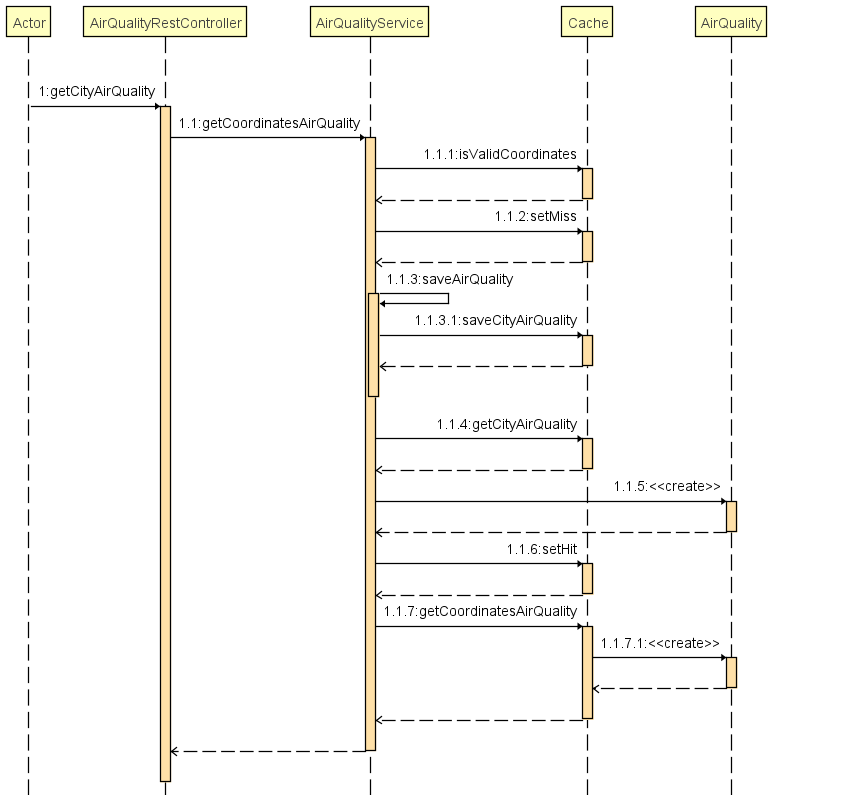 Actor
AirQualityRestController
AirQualityService
Cache
AirQuality
1:getCityAirQuality
1.1:getCoordinatesAirQuality
1.1.1:isValidCoordinates
1.1.2:setMiss
1.1.3:saveAirQuality
1.1.3.1:saveCityAirQuality
1.1.4:getCityAirQuality
1.1.5:<<create>>
1.1.6:setHit
1.1.7:getCoordinatesAirQuality
1.1.7.1:<<create>>